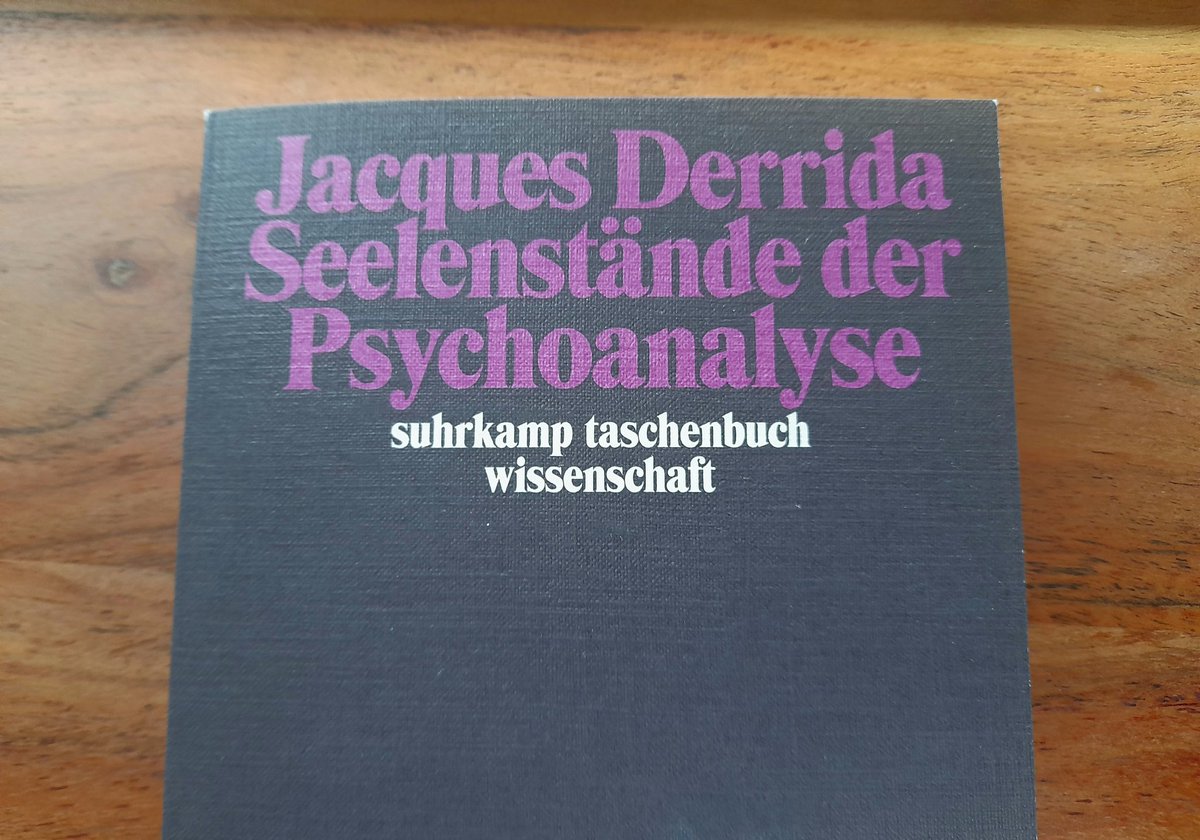 Jacques Derrida
Seelenstände der
Psychoanalyse
suhrkamp taschenbuch
wissenschaft